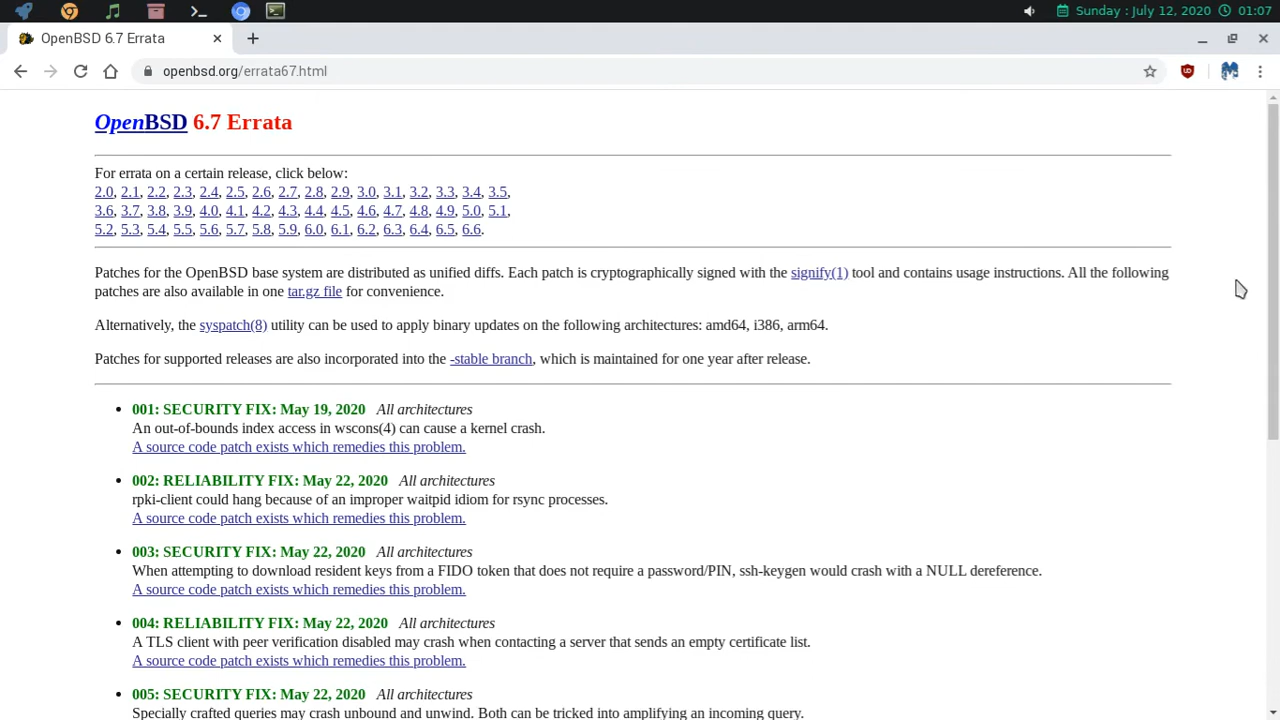 Sunday : July 12, 2020 01:07
OpenBSD 6.7 Errata
openbsd.org/errata67.html
OpenBSD 6.7 Errata
For errata on a certain release, click below:
2.0, 2.1, 2.2, 2.3, 2.4, 2.5, 2.6, 2.7, 2.8, 2.9, 3.0, 3.1, 3.2, 3.3, 3.4, 3.5,
3.6, 3.7, 3.8, 3.9, 4.0, 4.1, 4.2, 4.3, 4.4, 4.5, 4.6, 4.7, 4.8, 4.9, 5.0, 5.1,
5.2, 5.3, 5.4, 5.5, 5.6, 5.7, 5.8, 5.9, 6.0, 6.1, 6.2, 6.3, 6.4, 6.5, 6.6.
Patches for the OpenBSD base system are distributed as unified diffs. Each patch is cryptographically signed with the signify(1) tool and contains usage instructions. All the following
patches are also available in one tar.gz file for convenience.
Alternatively, the syspatch(8) utility can be used to apply binary updates on the following architectures: amd64, i386, arm64.
Patches for supported releases are also incorporated into the -stable branch, which is maintained for one year after release.
• 001: SECURITY FIX: May 19, 2020 All architectures
An out-of-bounds index access in wscons(4) can cause a kernel crash.
A source code patch exists which remedies this problem.
• 002: RELIABILITY FIX: May 22, 2020 All architectures
rpki-client could hang because of an improper waitpid idiom for rsync processes.
A source code patch exists which remedies this problem.
• 003: SECURITY FIX: May 22, 2020 All architectures
When attempting to download resident keys from a FIDO token that does not require a password/PIN, ssh-keygen would crash with a NULL dereference.
A source code patch exists which remedies this problem.
• 004: RELIABILITY FIX: May 22, 2020 All architectures
A TLS client with peer verification disabled may crash when contacting a server that sends an empty certificate list.
A source code patch exists which remedies this problem.
• 005: SECURITY FIX: May 22, 2020 All architectures
Specially crafted queries may crash unbound and unwind. Both can be tricked into amplifying an incoming query.